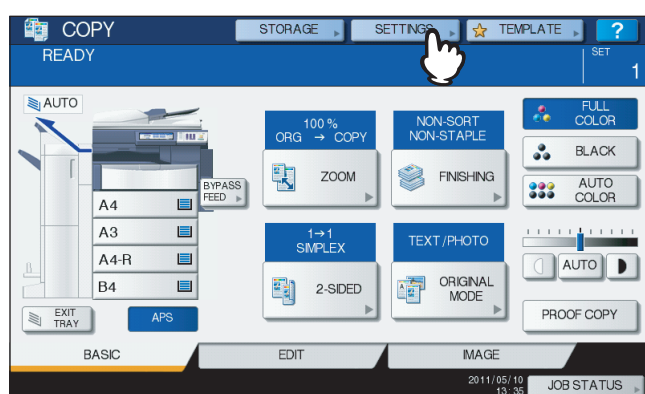 COPY
STORAGE
SETTINGS
TEMPLATE
?
READY
SET
1
AUTO
100 %
ORG → COPY
ZOOM
NON-SORT
NON-STAPLE
FINISHING
FULL
COLOR
BLACK
AUTO
COLOR
BYPASS
FEED
A4
A3
A4-R
B4
1→1
SIMPLEX
2-SIDED
TEXT/PHOTO
ORIGINAL
MODE
AUTO
EXIT
TRAY
APS
PROOF COPY
BASIC
EDIT
IMAGE
2011/05/10
13:35
JOB STATUS